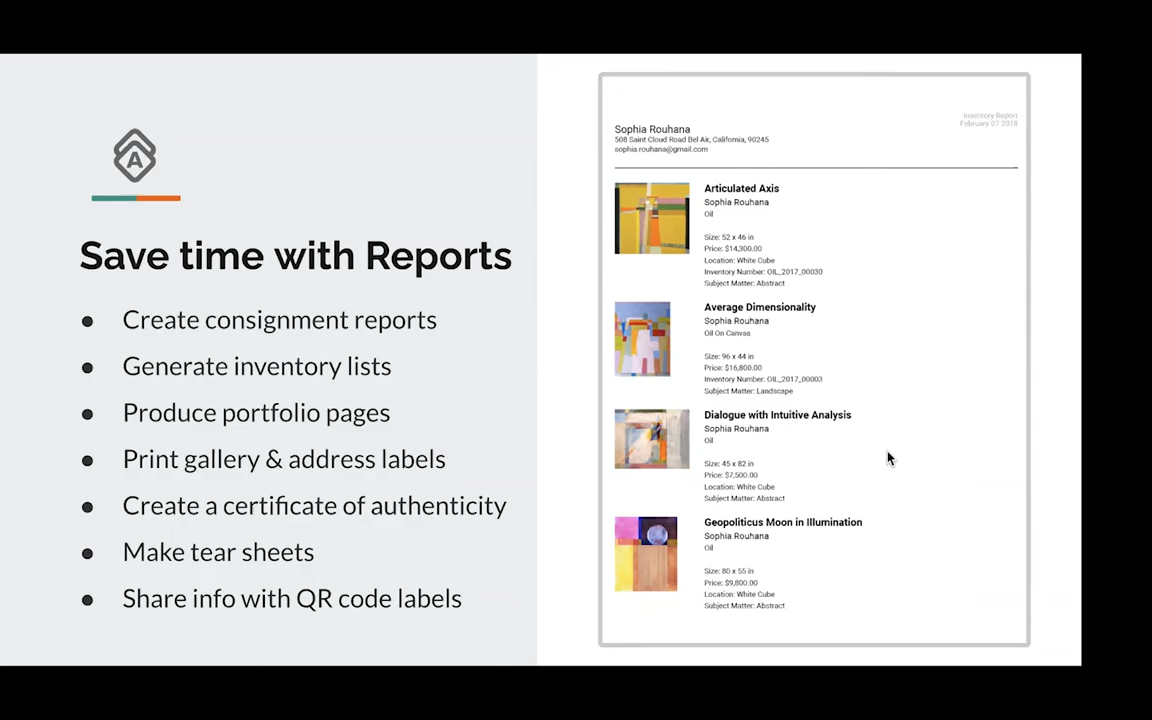 A
Save time with Reports
● Create consignment reports
● Generate inventory lists
● Produce portfolio pages
● Print gallery & address labels
● Create a certificate of authenticity
● Make tear sheets
● Share info with QR code labels
Inventory Report
February 07 2018
Sophia Rouhana
508 Saint Cloud Road Bel Air, California, 90245
sophia.rouhana@gmail.com
Articulated Axis
Sophia Rouhana
Oil
Size: 52 x 46 in
Price: $14,300.00
Location: White Cube
Inventory Number: OIL_2017_00030
Subject Matter: Abstract
Average Dimensionality
Sophia Rouhana
Oil On Canvas
Size: 96 x 44 in
Price: $16,800.00
Inventory Number: OIL_2017_00003
Subject Matter: Landscape
Dialogue with Intuitive Analysis
Sophia Rouhana
Oil
Size: 45 x 82 in
Price: $7,500.00
Location: White Cube
Subject Matter: Abstract
Geopoliticus Moon in Illumination
Sophia Rouhana
Oil
Size: 80 x 55 in
Price: $9,800.00
Location: White Cube
Subject Matter: Abstract